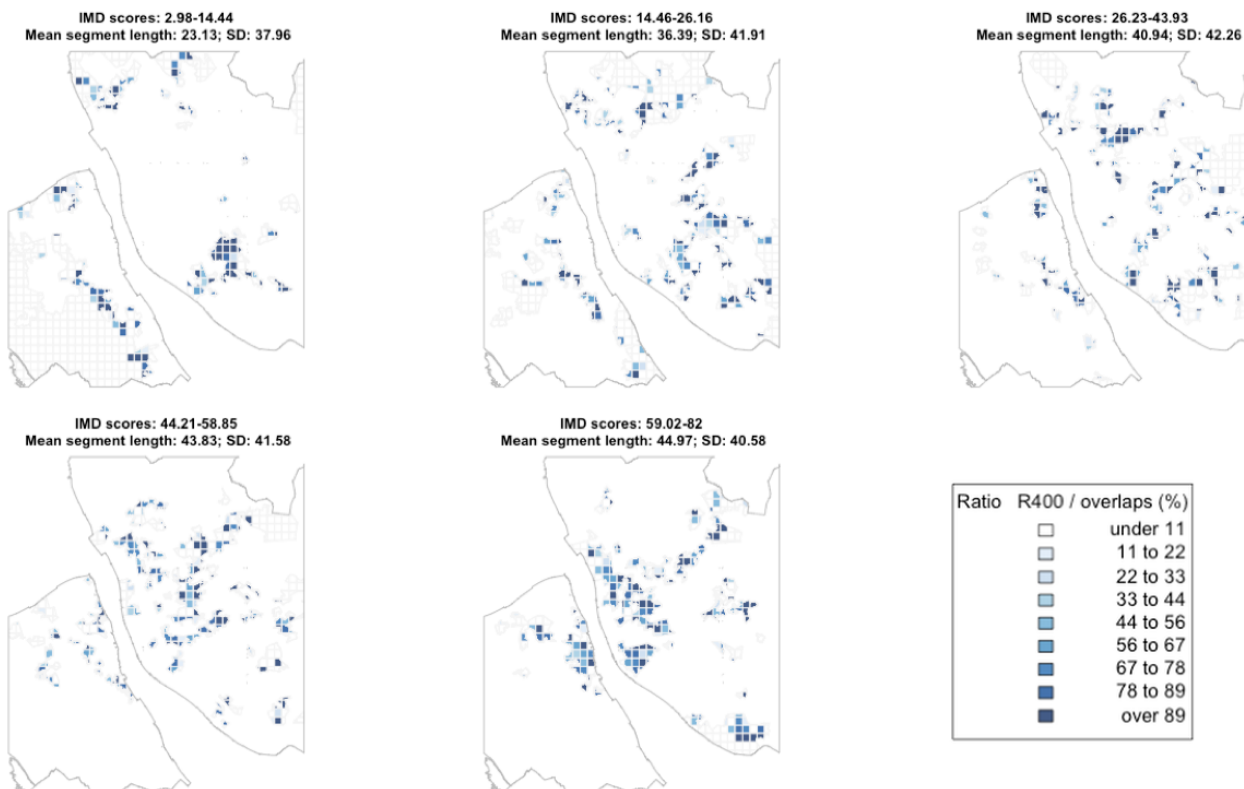 IMD scores: 2.98-14.44
Mean segment length: 23.13; SD: 37.96
IMD scores: 14.46-26.16
Mean segment length: 36.39; SD: 41.91
IMD scores: 26.23-43.93
Mean segment length: 40.94; SD: 42.26
IMD scores: 44.21-58.85
Mean segment length: 43.83; SD: 41.58
IMD scores: 59.02-82
Mean segment length: 44.97; SD: 40.58
Ratio R400 / overlaps (%)
under 11
11 to 22
22 to 33
33 to 44
44 to 56
56 to 67
67 to 78
78 to 89
over 89